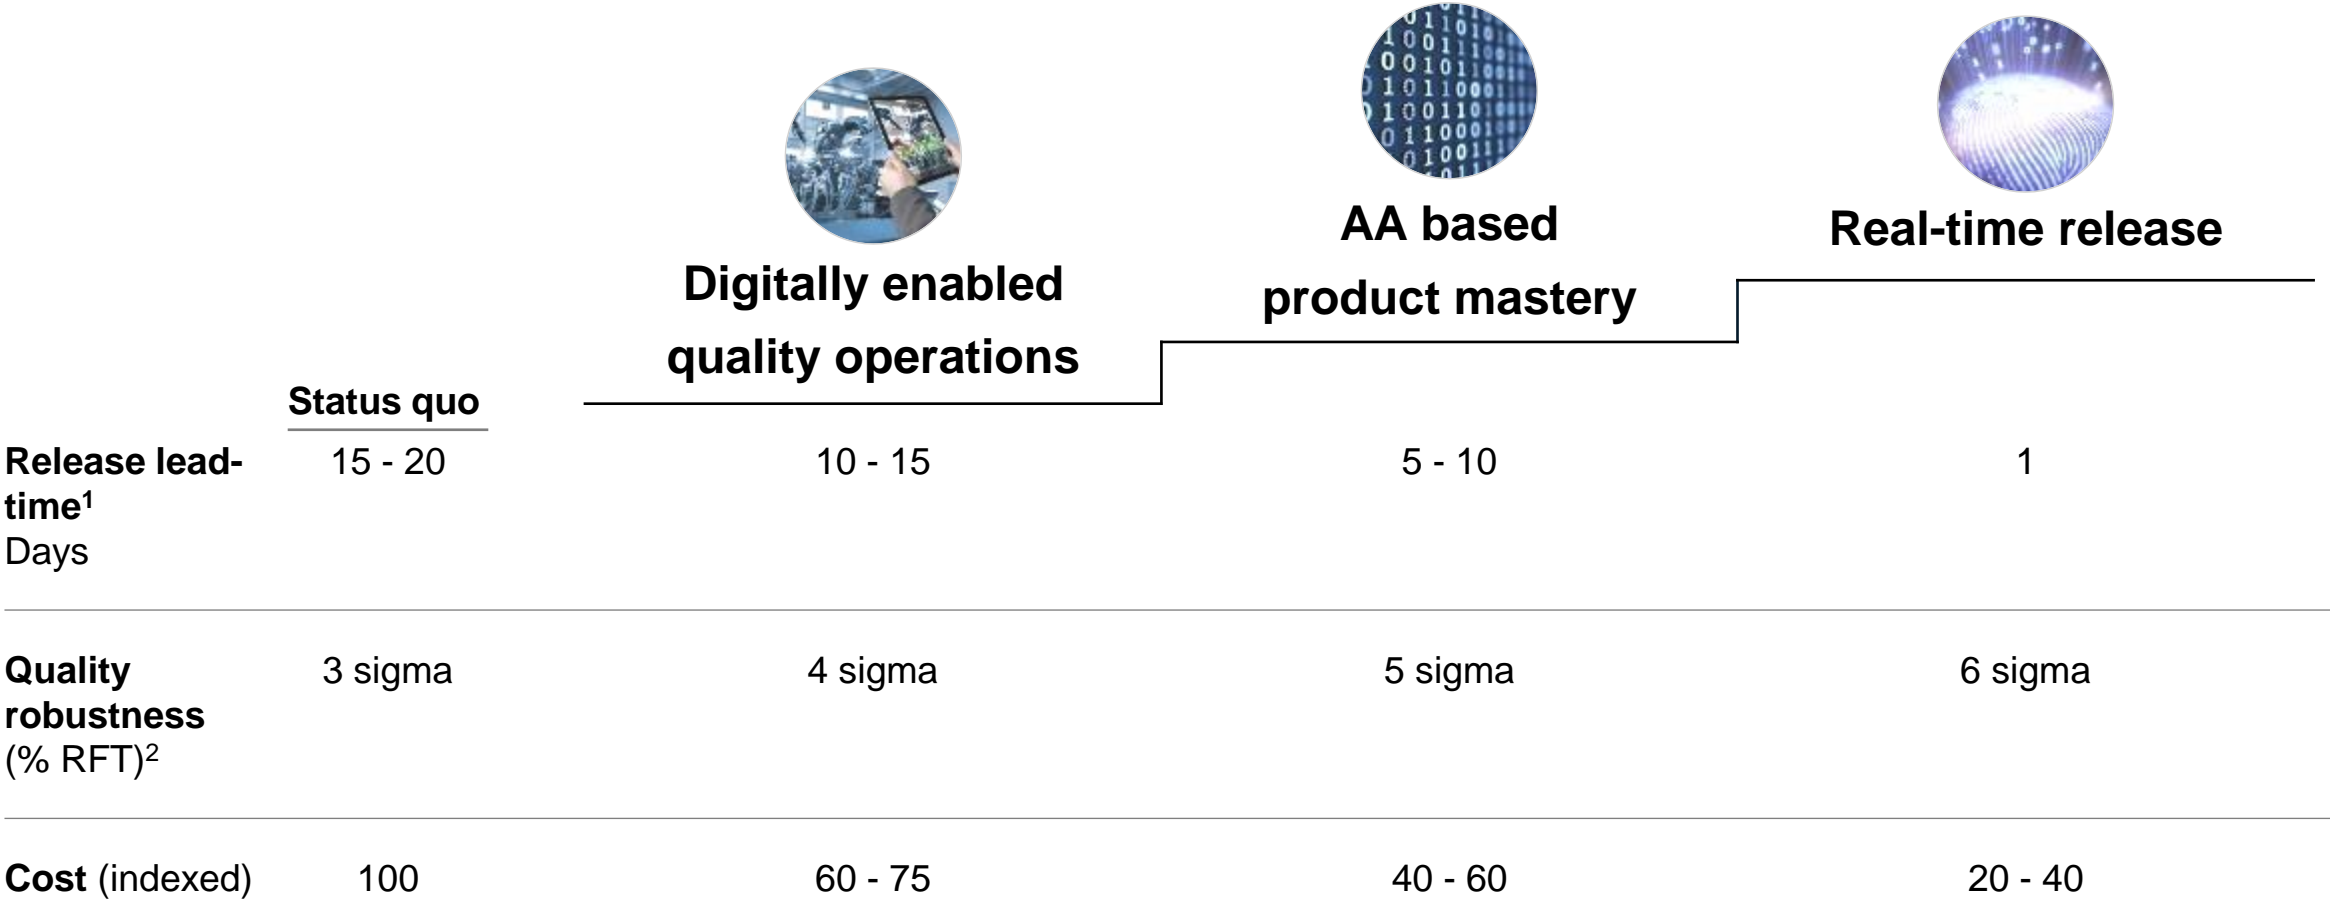 AA based
product mastery
Real-time release
Digitally enabled
quality operations
Status quo
Release lead-
time1
Days
15 - 20
10 - 15
5 - 10
1
Quality
robustness
(% RFT)2
3 sigma
4 sigma
5 sigma
6 sigma
Cost (indexed)
100
60 - 75
40 - 60
20 - 40